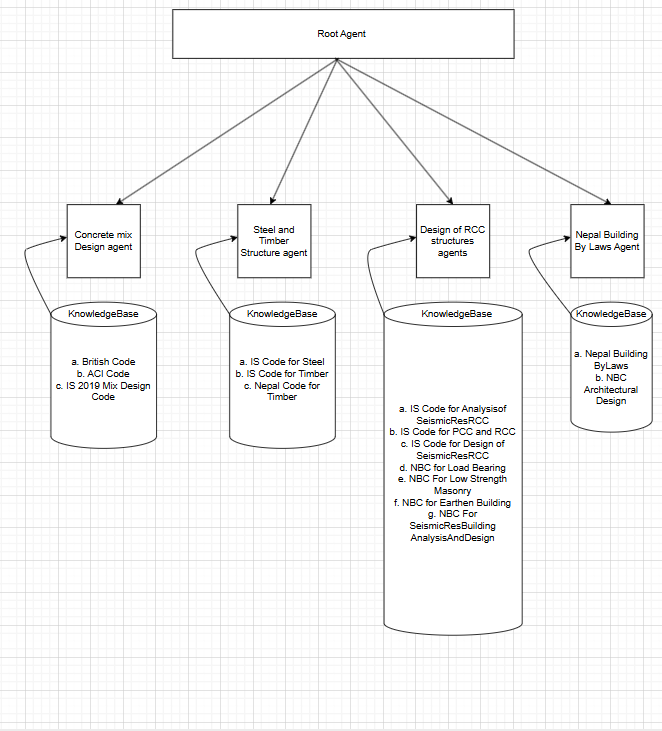 Root Agent
Concrete mix
Design agent
Steel and
Timber
Structure agent
Design of RCC
structures
agents
Nepal Building
By Laws Agent
KnowledgeBase
a. British Code
b. ACI Code
c. IS 2019 Mix Design
Code
KnowledgeBase
a. IS Code for Steel
b. IS Code for Timber
c. Nepal Code for
Timber
KnowledgeBase
a. IS Code for Analysisof
SeismicResRCC
b. IS Code for PCC and RCC
c. IS Code for Design of
SeismicResRCC
d. NBC for Load Bearing
e. NBC For Low Strength
Masonry
f. NBC for Earthen Building
g. NBC For
SeismicResBuilding
AnalysisAndDesign
KnowledgeBase
a. Nepal Building
ByLaws
b. NBC
Architectural
Design